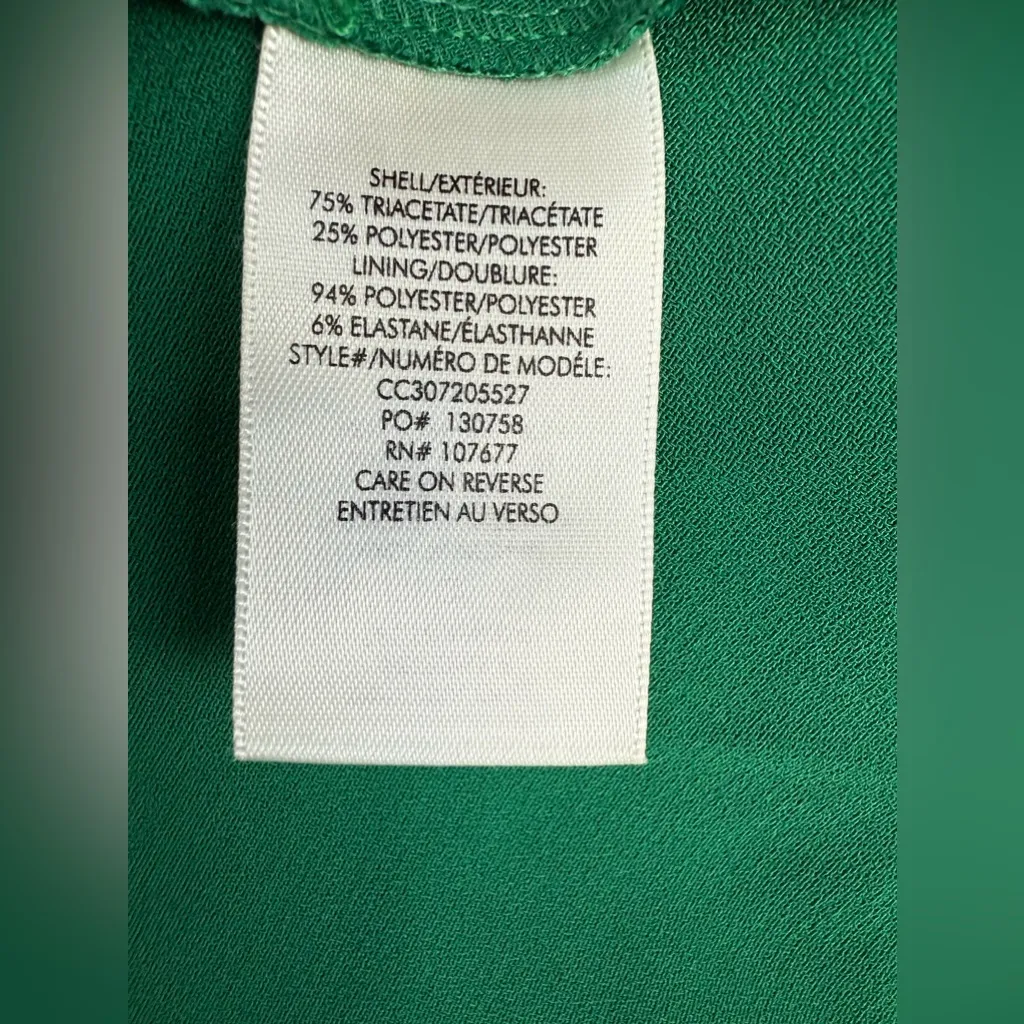 SHELL/EXTÉRIEUR:
75% TRIACETATE/TRIACÉTATE
25% POLYESTER/POLYESTER
LINING/DOUBLURE:
94% POLYESTER/POLYESTER
6% ELASTANE/ÉLASTHANNE
STYLE#/NUMÉRO DE MODÉLE:
CC307205527
PO# 130758
RN# 107677
CARE ON REVERSE
ENTRETIEN AU VERSO